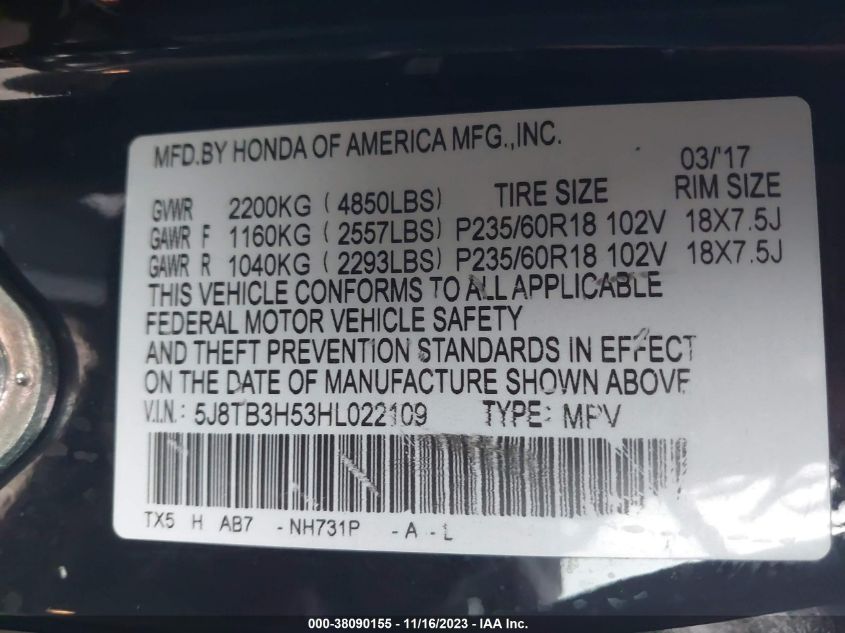 MFD.BY HONDA OF AMERICA MFG.,INC.
03/'17
GVWR 2200KG ( 4850LBS) TIRE SIZE RIM SIZE
GAWR F 1160KG ( 2557LBS) P235/60R18 102V 18X7.5J
GAWR R 1040KG ( 2293LBS) P235/60R18 102V 18X7.5J
THIS VEHICLE CONFORMS TO ALL APPLICABLE
FEDERAL MOTOR VEHICLE SAFETY
AND THEFT PREVENTION STANDARDS IN EFFECT
ON THE DATE OF MANUFACTURE SHOWN ABOVE
V.I.N.: 5J8TB3H53HL022109 TYPE: MPV
TX5 H AB7 -NH731P -A -L
000-38090155 - 11/16/2023 - IAA Inc.